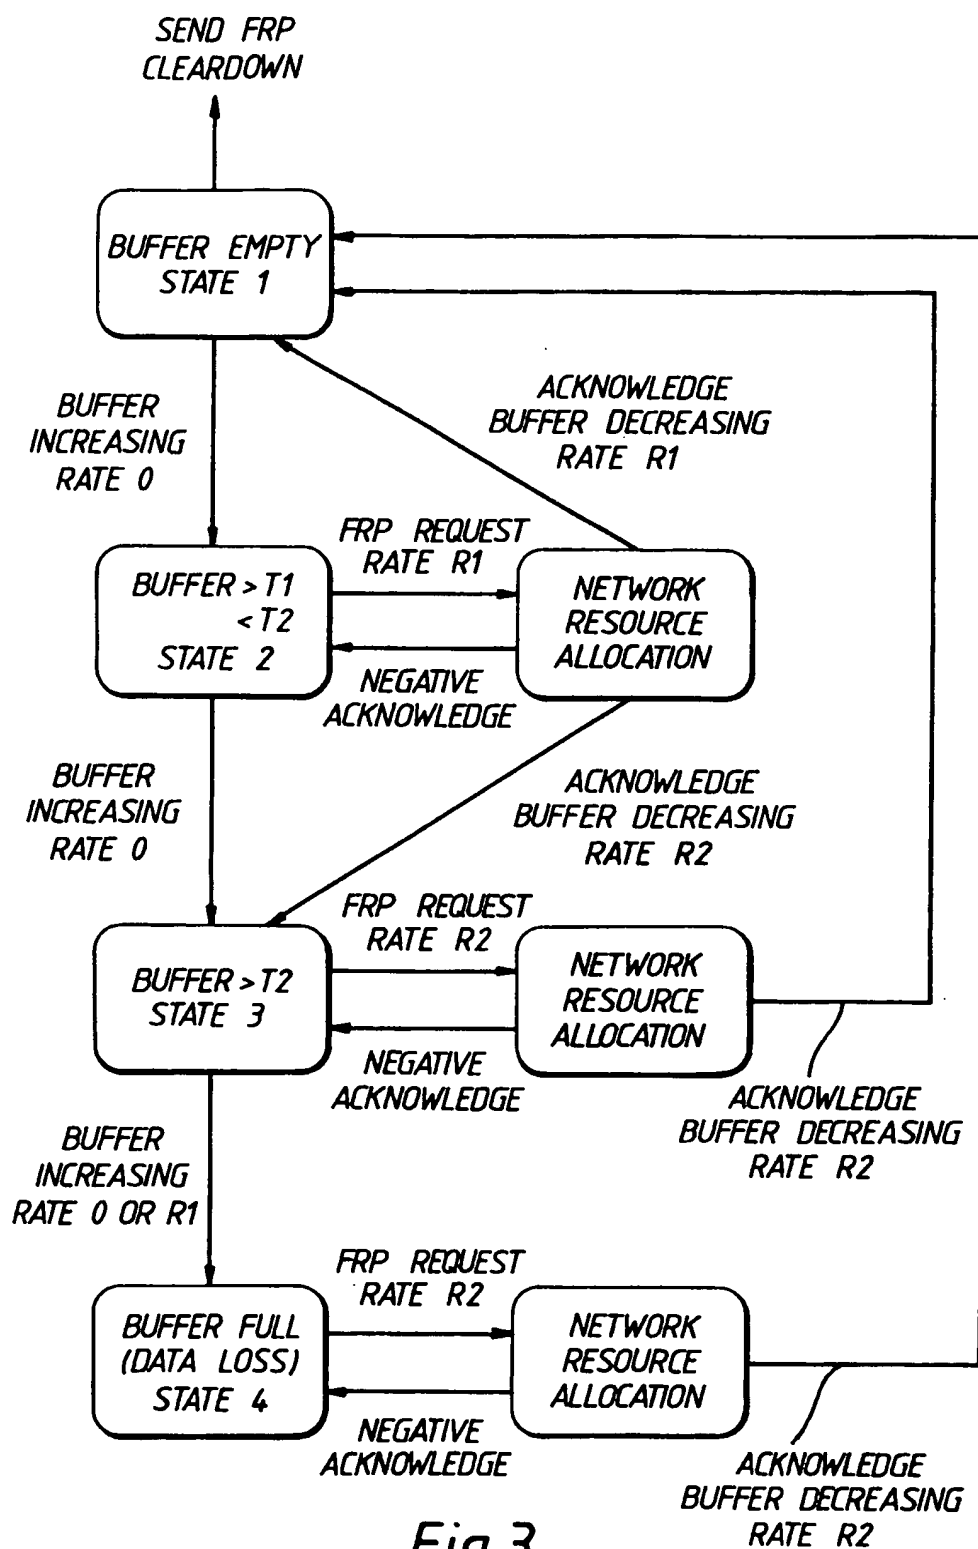 SEND FRP
CLEARDOWN
BUFFER EMPTY
STATE 1
BUFFER
INCREASING
RATE 0
ACKNOWLEDGE
BUFFER DECREASING
RATE R1
FRP REQUEST
RATE R1
BUFFER > T1
< T2
STATE 2
NETWORK
RESOURCE
ALLOCATION
NEGATIVE
ACKNOWLEDGE
BUFFER
INCREASING
RATE 0
ACKNOWLEDGE
BUFFER DECREASING
RATE R2
FRP REQUEST
RATE R2
BUFFER > T2
STATE 3
NETWORK
RESOURCE
ALLOCATION
NEGATIVE
ACKNOWLEDGE
ACKNOWLEDGE
BUFFER DECREASING
RATE R2
BUFFER
INCREASING
RATE 0 OR R1
FRP REQUEST
RATE R2
BUFFER FULL
(DATA LOSS)
STATE 4
NETWORK
RESOURCE
ALLOCATION
NEGATIVE
ACKNOWLEDGE
ACKNOWLEDGE
BUFFER DECREASING
RATE R2
Fig.3